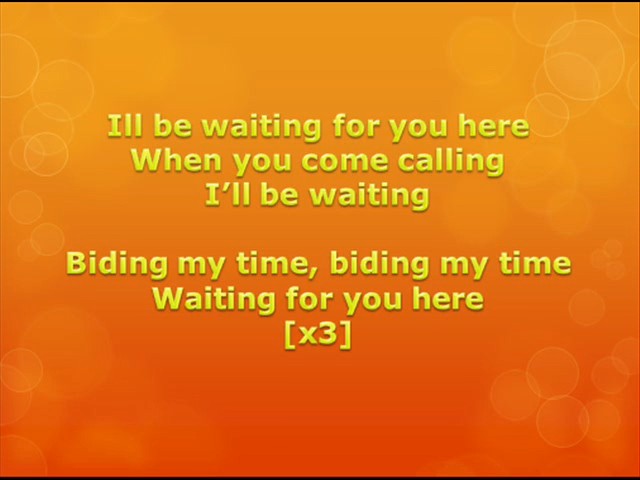 Ill be waiting for you here
When you come calling
I’ll be waiting
Biding my time, biding my time
Waiting for you here
[x3]